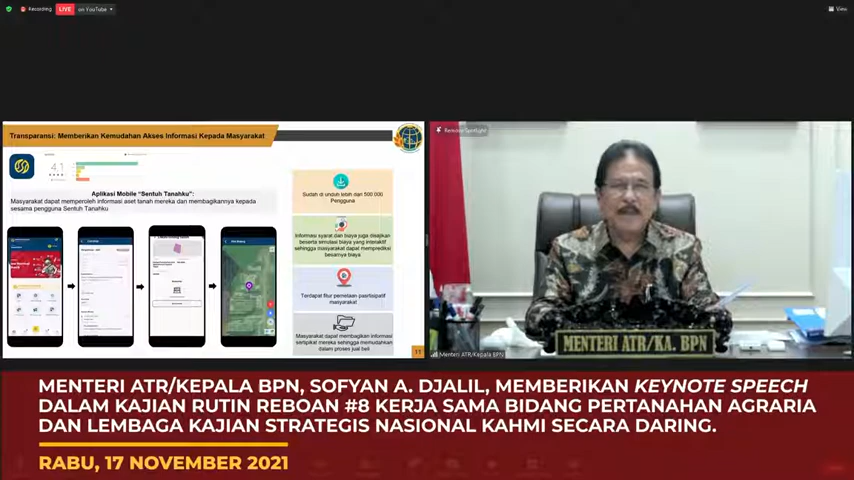 Recording
LIVE
on YouTube
View
Transparansi: Memberikan Kemudahan Akses Informasi Kepada Masyarakat
4.1
Aplikasi Mobile "Sentuh Tanahku":
Masyarakat dapat memperoleh informasi aset tanah mereka dan membagikannya kepada
sesama pengguna Sentuh Tanahku
Sudah di unduh lebih dari 500.000
Pengguna
Informasi syarat dan biaya juga disajikan
beserta simulasi biaya yang interaktif
sehingga masyarakat dapat memprediksi
besarnya biaya
Terdapat fitur pemetaan pasrtisipatif
masyarakat
Masyarakat dapat membagikan informasi
sertipikat mereka sehingga memudahkan
dalam proses jual beli
11
Remove Spotlight
MENTERI ATR/KA. BPN
Menteri ATR/Kepala BPN
MENTERI ATR/KEPALA BPN, SOFYAN A. DJALIL, MEMBERIKAN KEYNOTE SPEECH
DALAM KAJIAN RUTIN REBOAN #8 KERJA SAMA BIDANG PERTANAHAN AGRARIA
DAN LEMBAGA KAJIAN STRATEGIS NASIONAL KAHMI SECARA DARING.
RABU, 17 NOVEMBER 2021